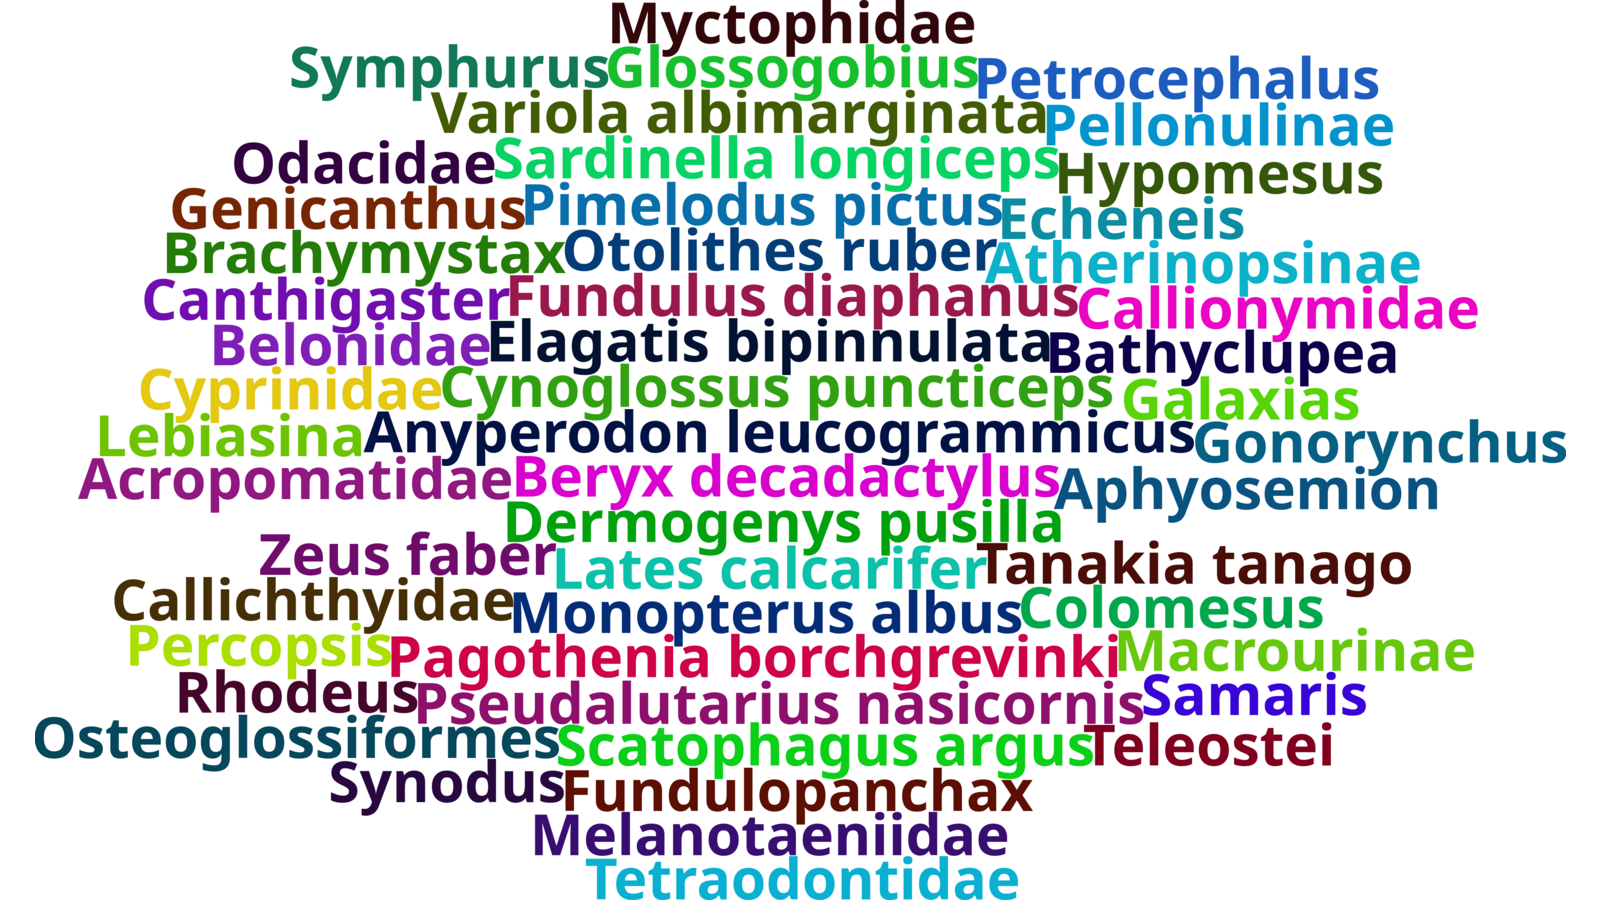 Myctophidae
Symphurus Glossogobius Petrocephalus
Variola albimarginata Pellonulinae
Odacidae Sardinella longiceps Hypomesus
Genicanthus Pimelodus pictus Echeneis
Brachymystax Otolithes ruber Atherinopsinae
Canthigaster Fundulus diaphanus Callionymidae
Belonidae Elagatis bipinnulata Bathyclupea
Cyprinidae Cynoglossus puncticeps Galaxias
Lebiasina Anyperodon leucogrammicus Gonorynchus
Acropomatidae Beryx decadactylus Aphyosemion
Dermogenys pusilla
Zeus faber Lates calcarifer Tanakia tanago
Callichthyidae Monopterus albus Colomesus
Percopsis Pagothenia borchgrevinki Macrourinae
Rhodeus Pseudalutarius nasicornis Samaris
Osteoglossiformes Scatophagus argus Teleostei
Synodus Fundulopanchax
Melanotaeniidae
Tetraodontidae